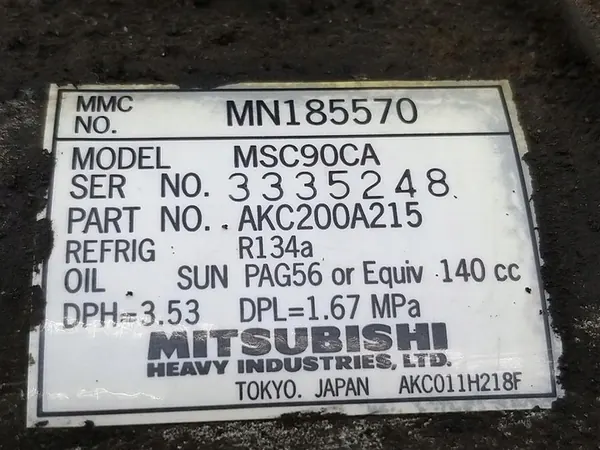 MMC NO. MN185570
MODEL MSC90CA
SER NO. 3335248
PART NO. AKC200A215
REFRIG R134a
OIL SUN PAG56 or Equiv 140 cc
DPH=3.53 DPL=1.67 MPa
MITSUBISHI
HEAVY INDUSTRIES, LTD.
TOKYO. JAPAN AKC011H218F